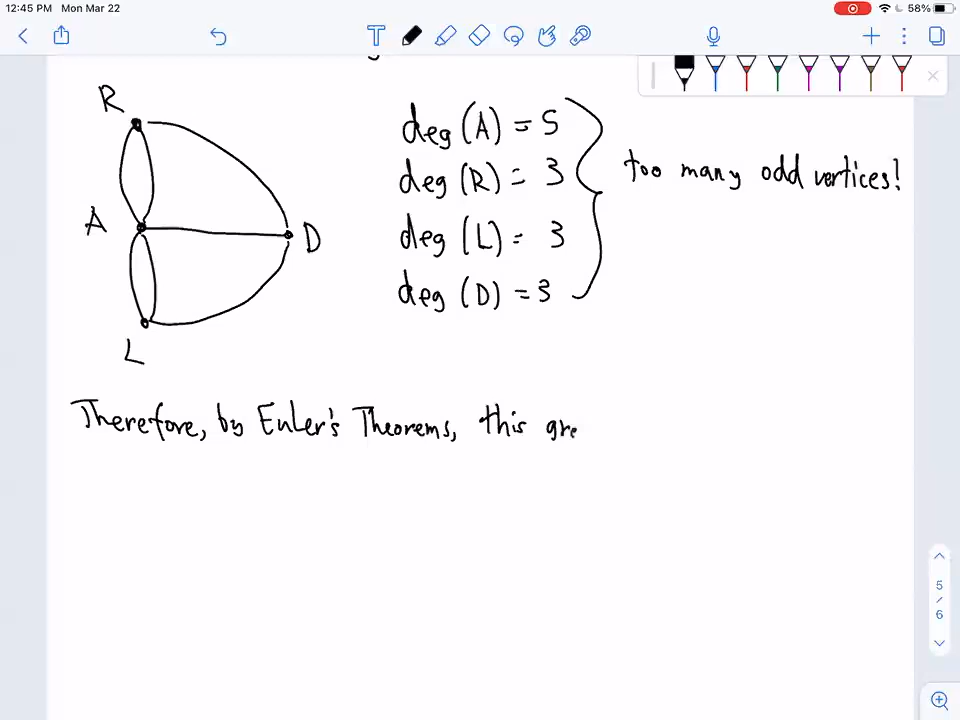 12:45 PM Mon Mar 22
58%
R
A
D
L
deg (A) = 5
deg (R) = 3
deg (L) = 3
deg (D) = 3
too many odd vertices!
Therefore, by Euler's Theorems, this gra
5
/
6